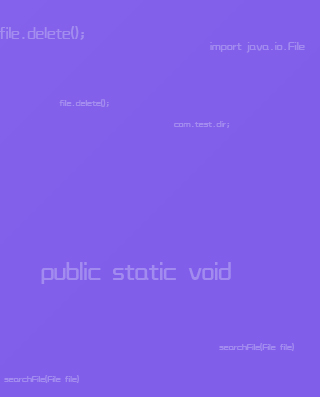 file.delete();
import java.io.File
file.delete();
com.test.dir;
public static void
searchFile(File file)
searchFile(File file)